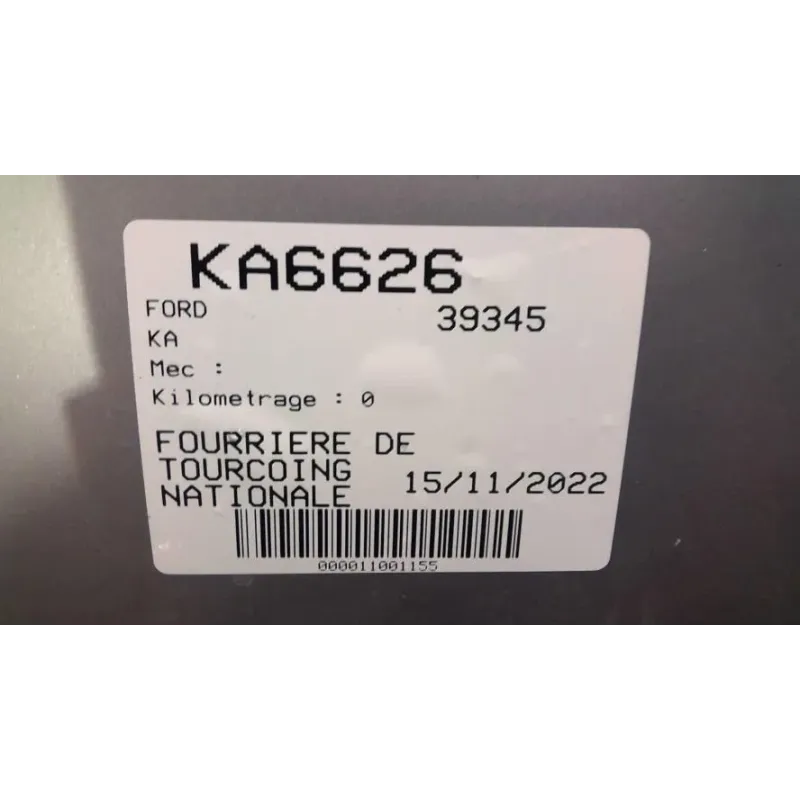 KA6626
FORD
39345
KA
Mec :
Kilometrage : 0
FOURRIERE DE
TOURCOING
NATIONALE
15/11/2022
000011001155